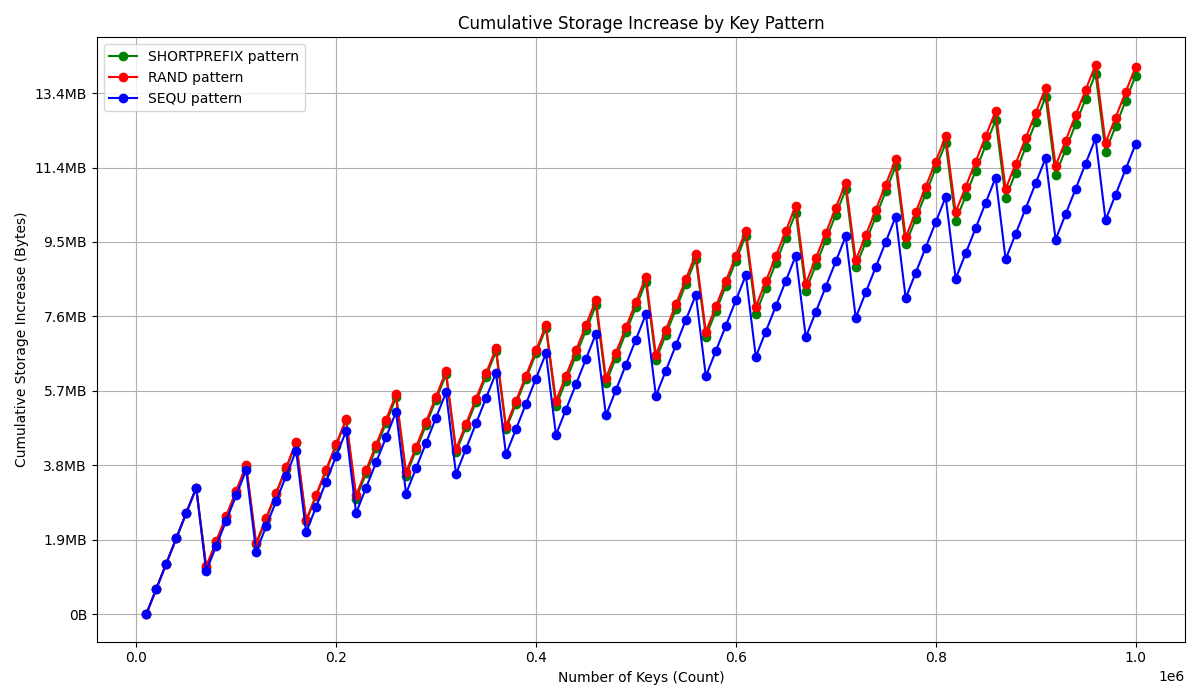 Cumulative Storage Increase by Key Pattern
SHORTPREFIX pattern
RAND pattern
SEQU pattern
Cumulative Storage Increase (Bytes)
13.4MB
11.4MB
9.5MB
7.6MB
5.7MB
3.8MB
1.9MB
0B
0.0 0.2 0.4 0.6 0.8 1.0
1e6
Number of Keys (Count)